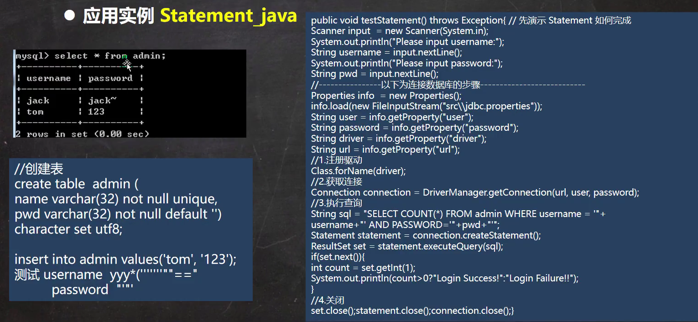 ● 应用实例 Statement_java
mysql> select * from admin;
+----------+----------+
| username | password |
+----------+----------+
| jack | jack~ |
| tom | 123 |
+----------+----------+
2 rows in set (0.00 sec)
//创建表
create table admin (
name varchar(32) not null unique,
pwd varchar(32) not null default '')
character set utf8;
insert into admin values('tom', '123');
测试 username yyy*(''''''""=="
password "'"'
public void testStatement() throws Exception{ // 先演示 Statement 如何完成
Scanner input = new Scanner(System.in);
System.out.println("Please input username:");
String username = input.nextLine();
System.out.println("Please input password:");
String pwd = input.nextLine();
//----------------以下为连接数据库的步骤---------------------------
Properties info = new Properties();
info.load(new FileInputStream("src\\jdbc.properties"));
String user = info.getProperty("user");
String password = info.getProperty("password");
String driver = info.getProperty("driver");
String url = info.getProperty("url");
//1.注册驱动
Class.forName(driver);
//2.获取连接
Connection connection = DriverManager.getConnection(url, user, password);
//3.执行查询
String sql = "SELECT COUNT(*) FROM admin WHERE username = '"+
username+"' AND PASSWORD='"+pwd+"'";
Statement statement = connection.createStatement();
ResultSet set = statement.executeQuery(sql);
if(set.next()){
int count = set.getInt(1);
System.out.println(count>0?"Login Success!":"Login Failure!!");
}
//4.关闭
set.close();statement.close();connection.close();}